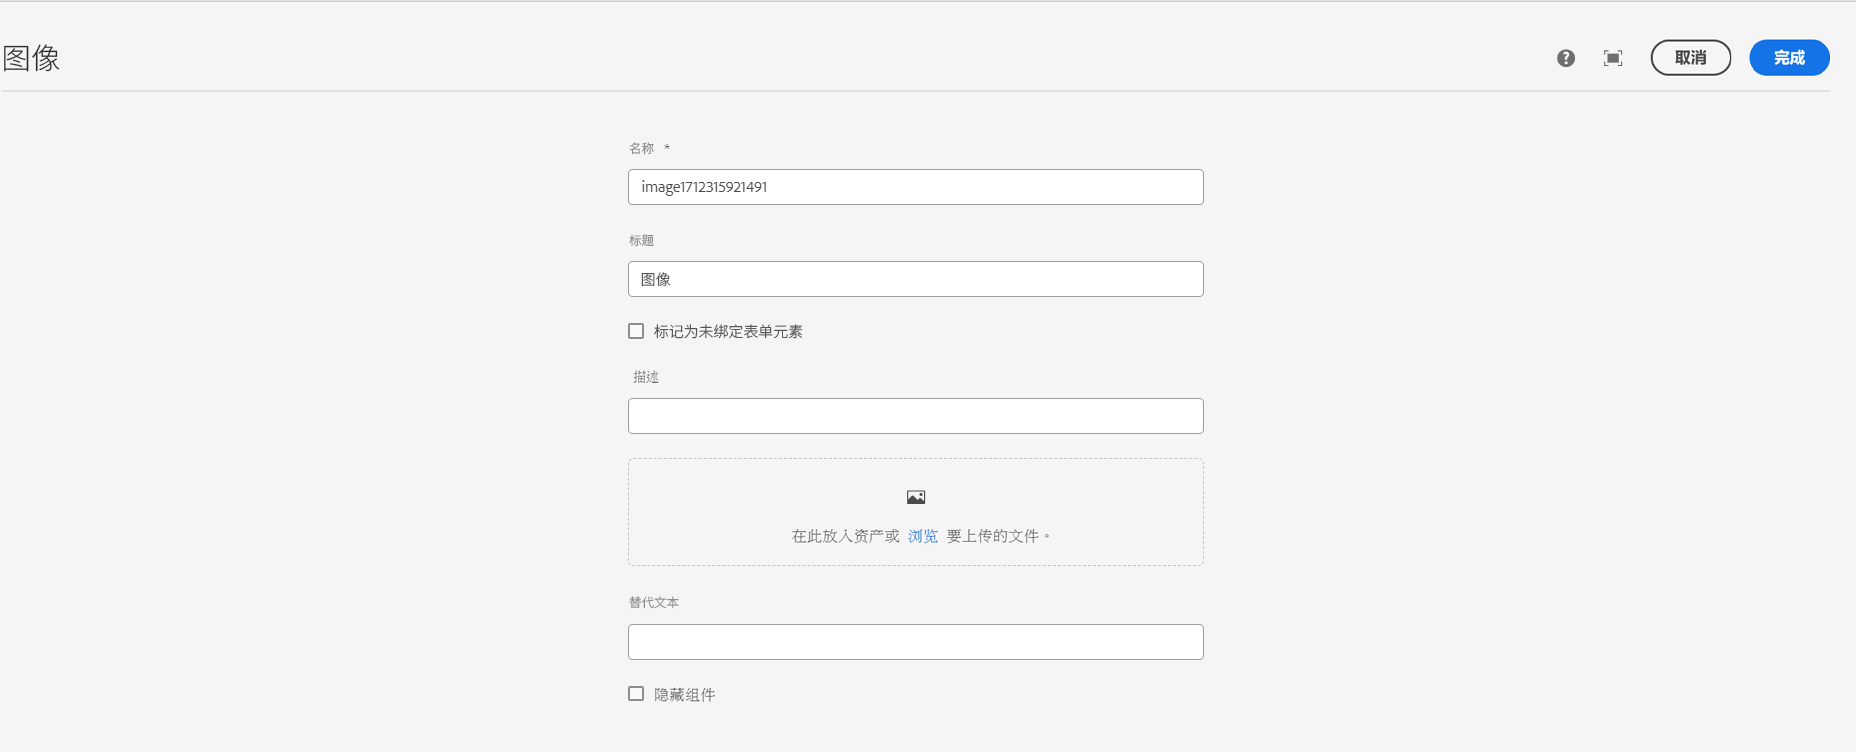 图像
取消 完成
名称 *
image1712315921491
标题
图像
标记为未绑定表单元素
描述
在此放入资产或 浏览 要上传的文件。
替代文本
隐藏组件